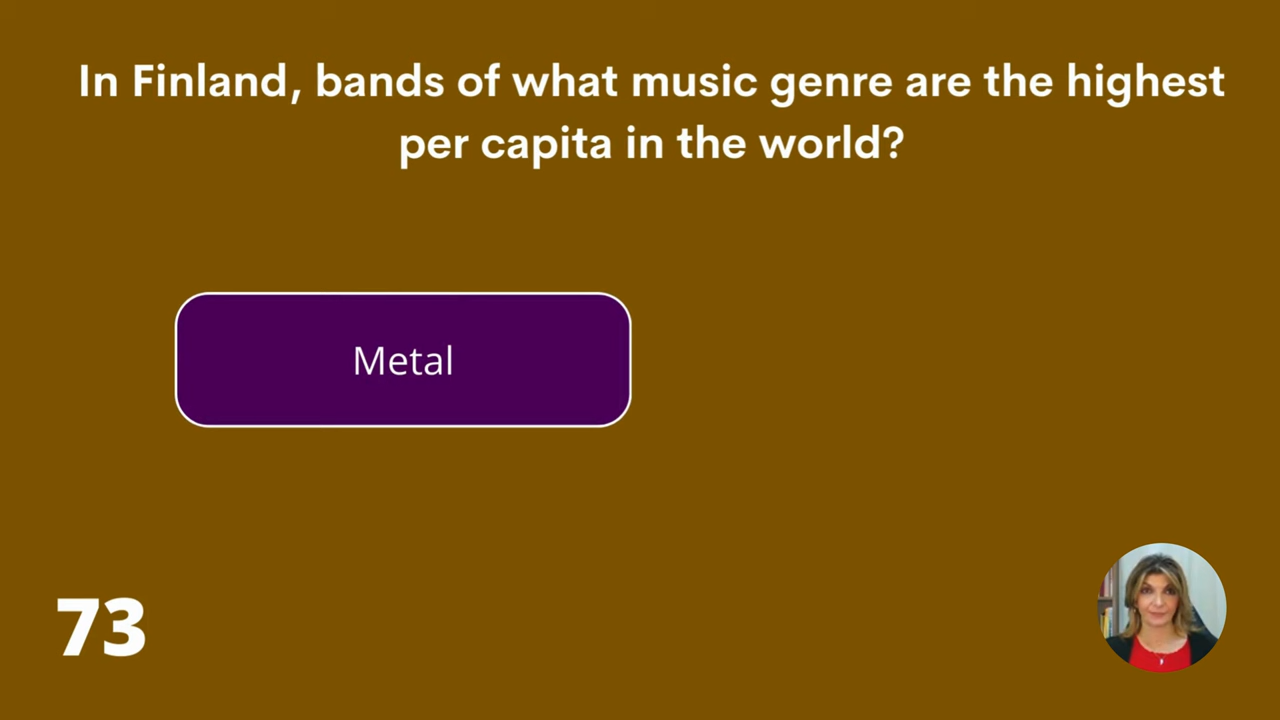 In Finland, bands of what music genre are the highest
per capita in the world?
Metal
73